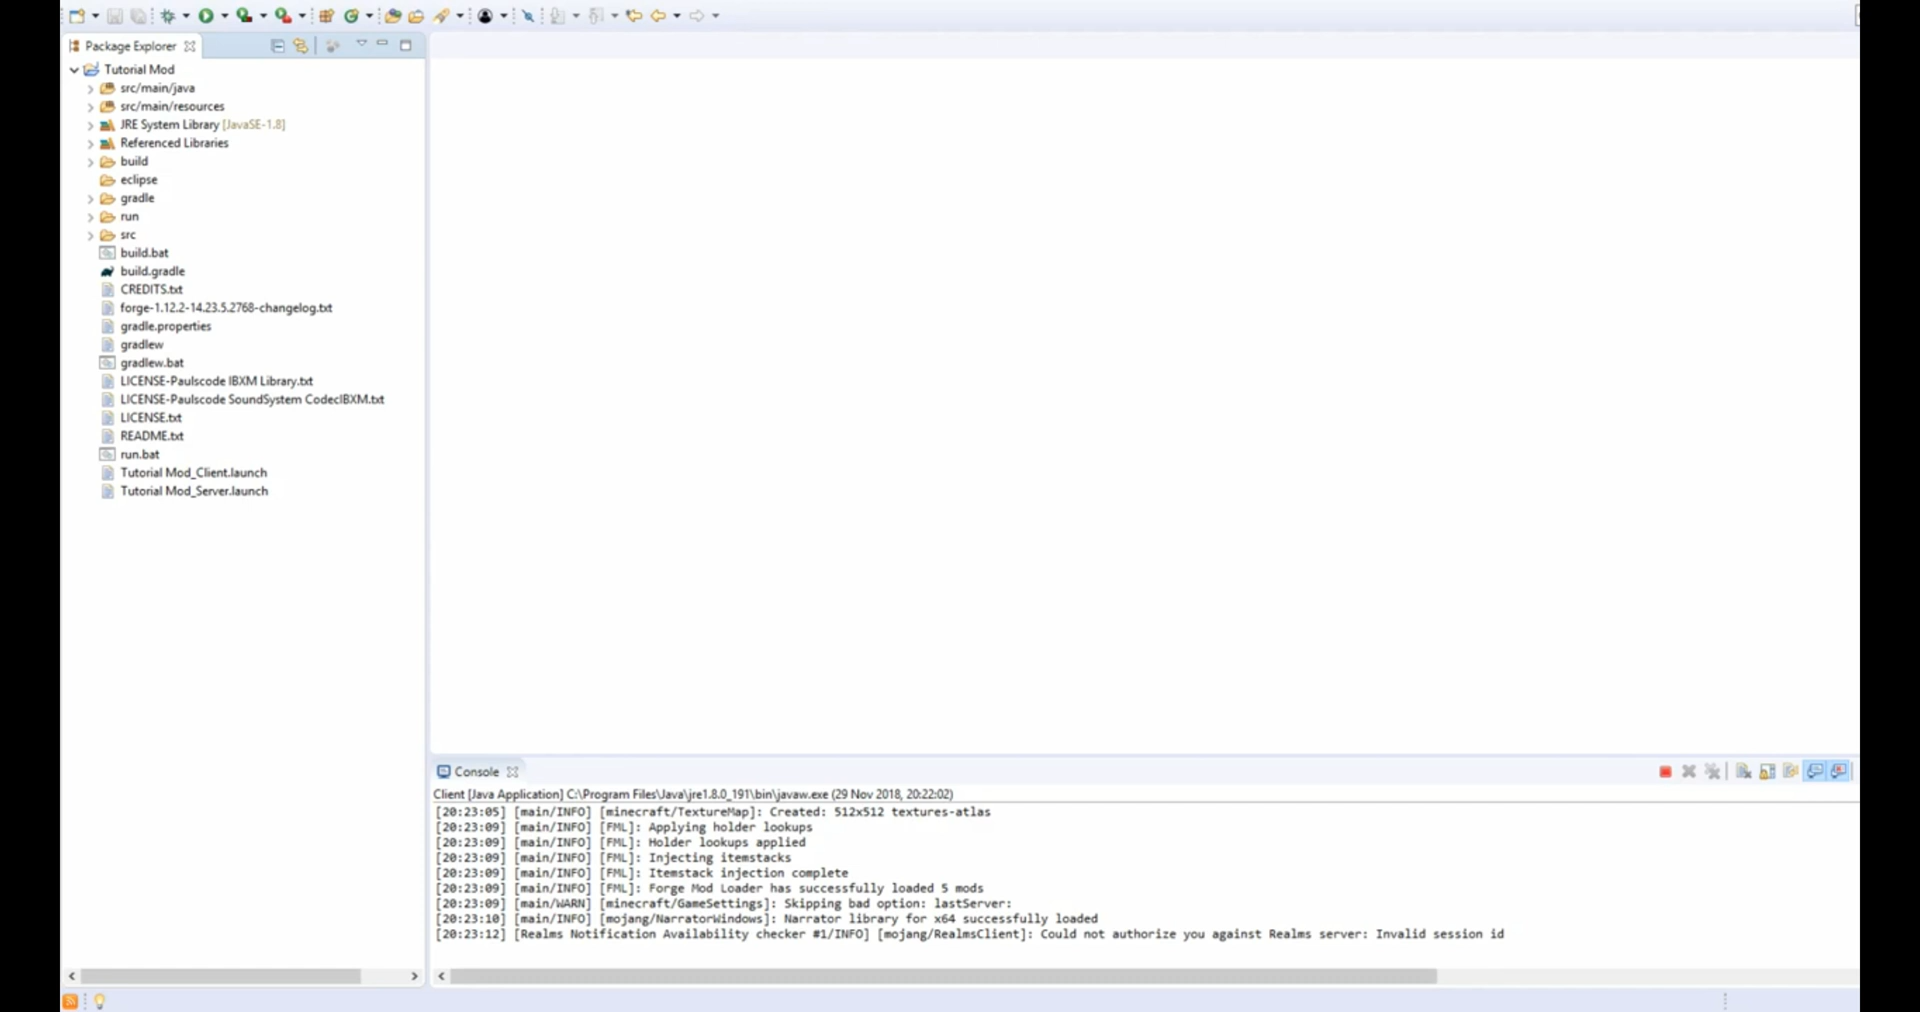 Package Explorer
Tutorial Mod
src/main/java
src/main/resources
JRE System Library [JavaSE-1.8]
Referenced Libraries
build
eclipse
gradle
run
src
build.bat
build.gradle
CREDITS.txt
forge-1.12.2-14.23.5.2768-changelog.txt
gradle.properties
gradlew
gradlew.bat
LICENSE-Paulscode IBXM Library.txt
LICENSE-Paulscode SoundSystem CodecIBXM.txt
LICENSE.txt
README.txt
run.bat
Tutorial Mod_Client.launch
Tutorial Mod_Server.launch
Console
Client [Java Application] C:\Program Files\Java\jre1.8.0_191\bin\javaw.exe (29 Nov 2018, 20:22:02)
[20:23:05] [main/INFO] [minecraft/TextureMap]: Created: 512x512 textures-atlas
[20:23:09] [main/INFO] [FML]: Applying holder lookups
[20:23:09] [main/INFO] [FML]: Holder lookups applied
[20:23:09] [main/INFO] [FML]: Injecting itemstacks
[20:23:09] [main/INFO] [FML]: Itemstack injection complete
[20:23:09] [main/INFO] [FML]: Forge Mod Loader has successfully loaded 5 mods
[20:23:09] [main/WARN] [minecraft/GameSettings]: Skipping bad option: lastServer:
[20:23:10] [main/INFO] [mojang/NarratorWindows]: Narrator library for x64 successfully loaded
[20:23:12] [Realms Notification Availability checker #1/INFO] [mojang/RealmsClient]: Could not authorize you against Realms server: Invalid session id